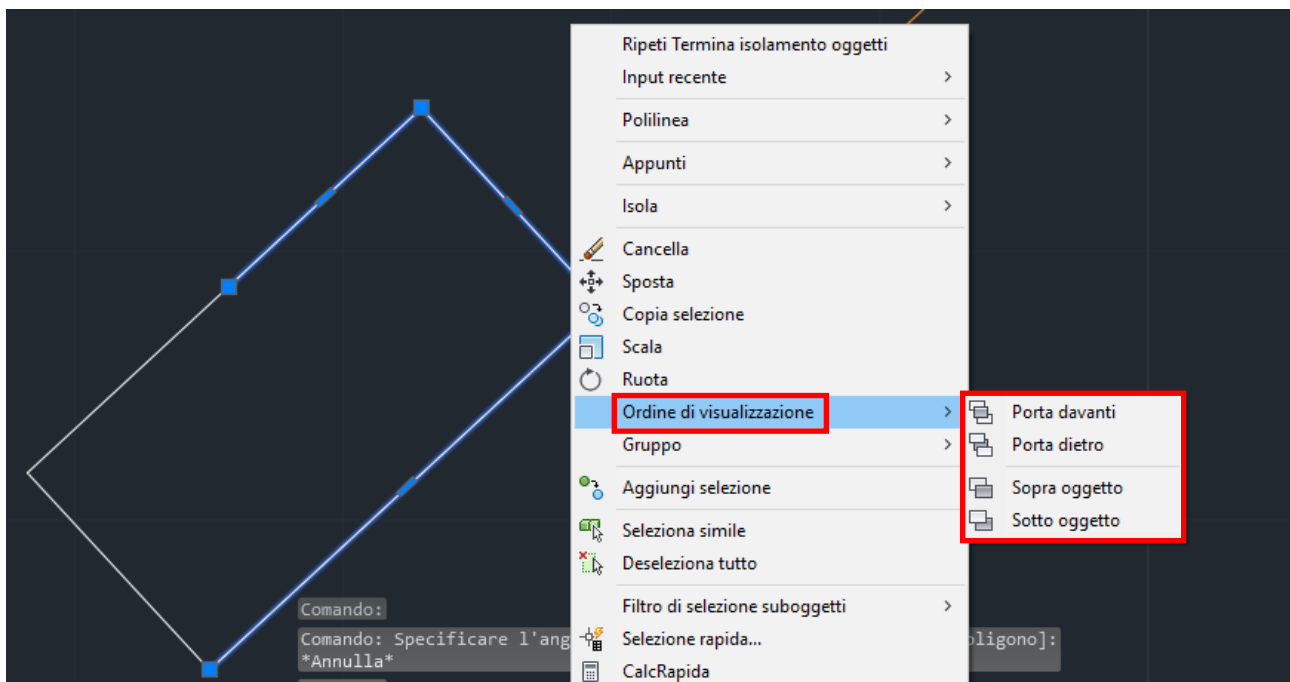 Ripeti Termina isolamento oggetti
Input recente
Polilinea
Appunti
Isola
Cancella
Sposta
Copia selezione
Scala
Ruota
Ordine di visualizzazione
Porta davanti
Porta dietro
Sopra oggetto
Sotto oggetto
Gruppo
Aggiungi selezione
Seleziona simile
Deseleziona tutto
Filtro di selezione suboggetti
Selezione rapida...
CalcRapida
Comando:
Comando: Specificare l'ang
oligono]:
*Annulla*